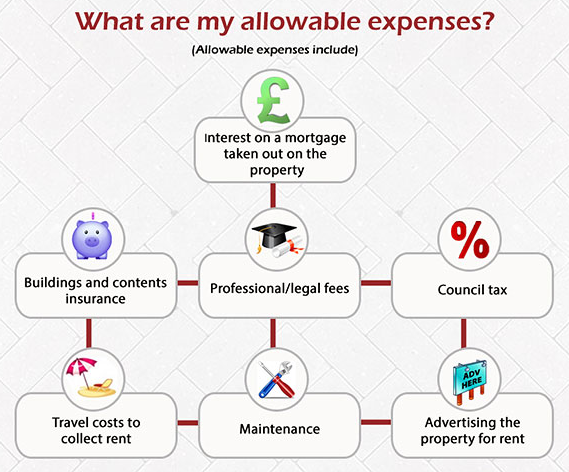 What are my allowable expenses?
(Allowable expenses include)
£
Interest on a mortgage
taken out on the
property
Buildings and contents
insurance
Professional/legal fees
%
Council tax
Travel costs to
collect rent
Maintenance
ADV
HERE
Advertising the
property for rent